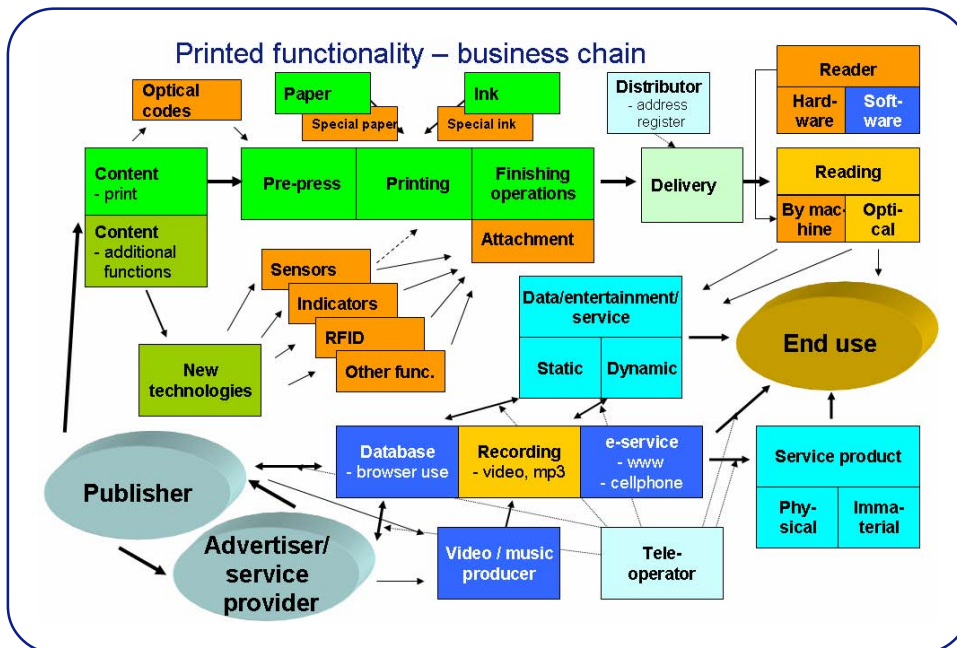 Printed functionality – business chain
Optical
codes
Paper
Special paper
Ink
Special ink
Distributor
- address
register
Reader
Hard-
ware
Soft-
ware
Content
- print
Content
- additional
functions
Pre-press
Printing
Finishing
operations
Attachment
Delivery
Reading
By mac-
hine
Opti-
cal
Sensors
Indicators
RFID
Other func.
New
technologies
Data/entertainment/
service
Static
Dynamic
End use
Database
- browser use
Recording
- video, mp3
e-service
- www
- cellphone
Service product
Phy-
sical
Imma-
terial
Publisher
Advertiser/
service
provider
Video / music
producer
Tele-
operator